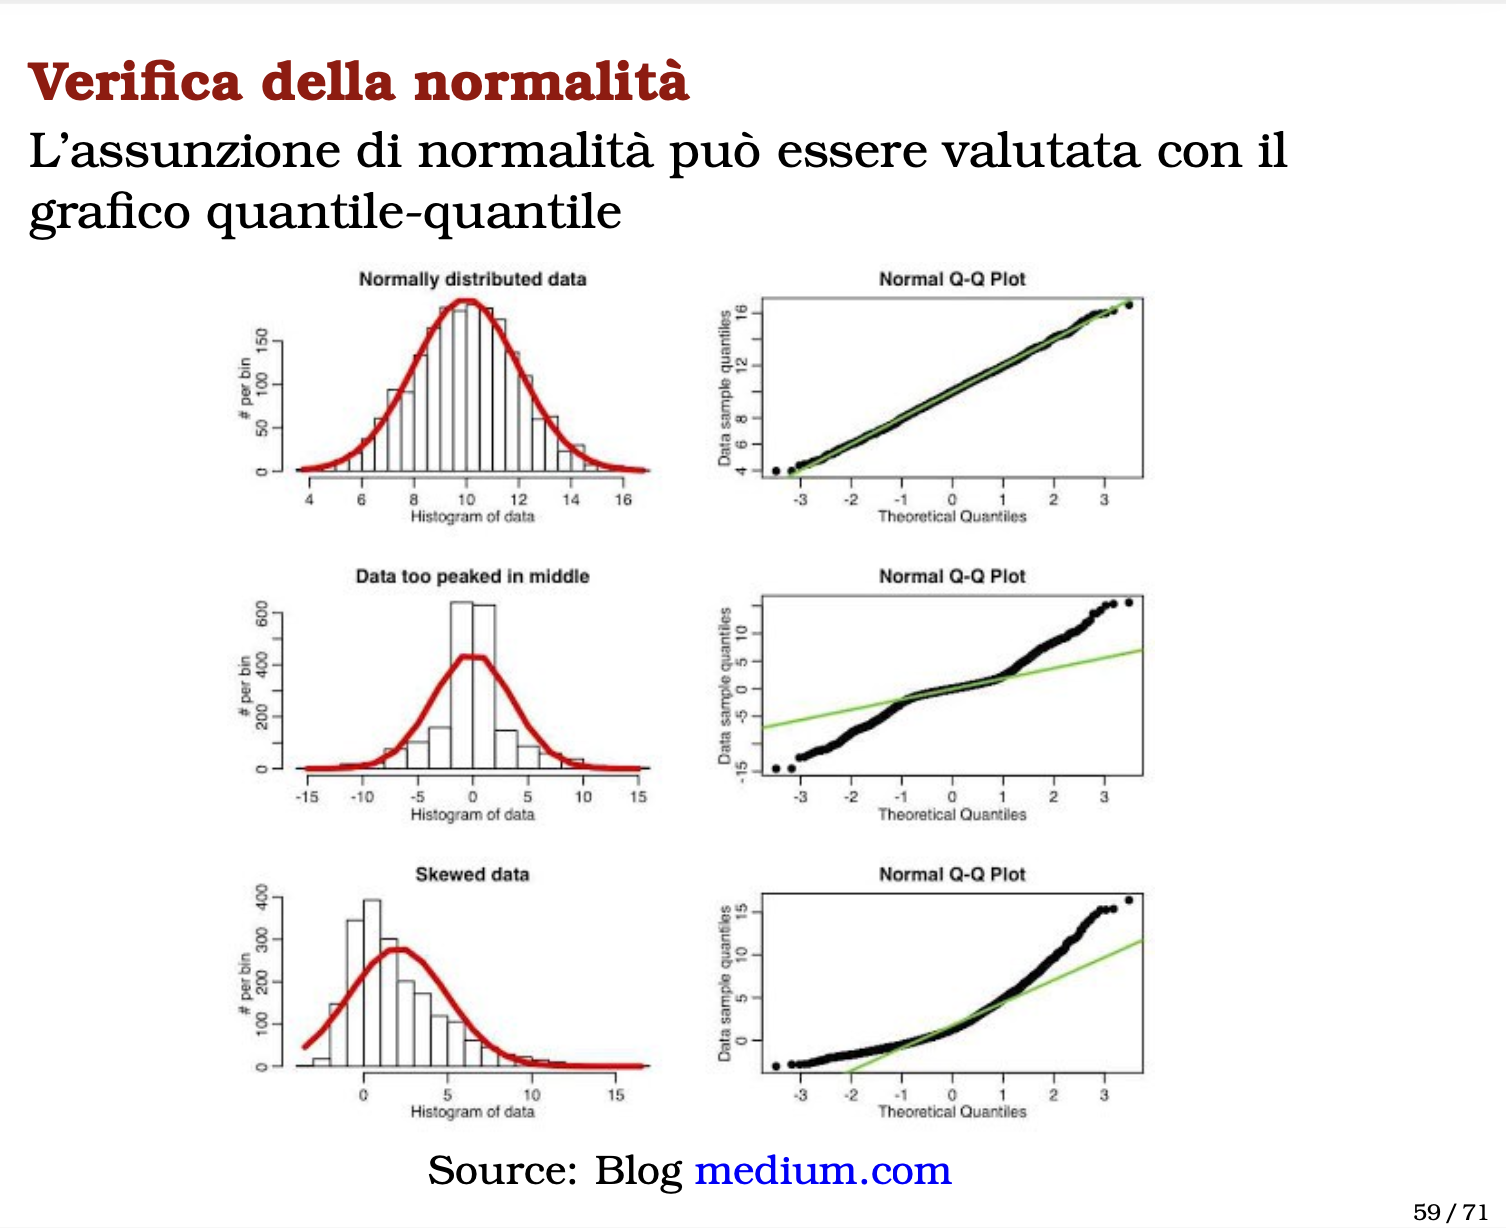 Verifica della normalità
L'assunzione di normalità può essere valutata con il
grafico quantile-quantile
Normally distributed data
# per bin
0 50 100 150
4 6 8 10 12 14 16
Histogram of data
Normal Q-Q Plot
Data sample quantiles
4 6 8 12 16
-3 -2 -1 0 1 2 3
Theoretical Quantiles
Data too peaked in middle
# per bin
0 200 400 600
-15 -10 -5 0 5 10 15
Histogram of data
Normal Q-Q Plot
Data sample quantiles
-15 -5 0 5 10
-3 -2 -1 0 1 2 3
Theoretical Quantiles
Skewed data
# per bin
0 100 200 300 400
0 5 10 15
Histogram of data
Normal Q-Q Plot
Data sample quantiles
0 5 10 15
-3 -2 -1 0 1 2 3
Theoretical Quantiles
Source: Blog medium.com
59 / 71